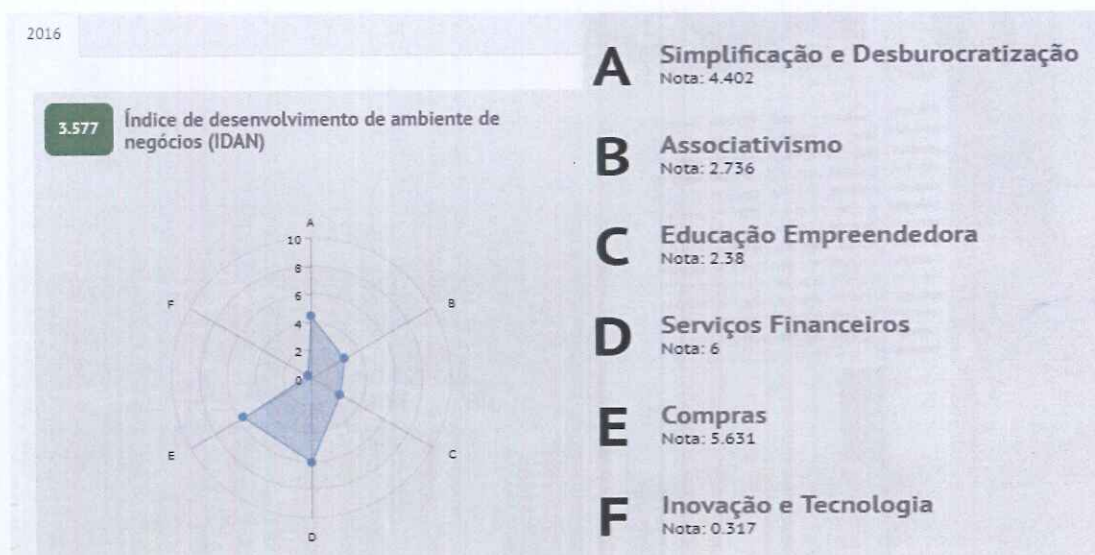 2016
3.577
Índice de desenvolvimento de ambiente de
negócios (IDAN)
A
10
8
6
4
2
0
B
C
D
E
F
A
Simplificação e Desburocratização
Nota: 4.402
B
Associativismo
Nota: 2.736
C
Educação Empreendedora
Nota: 2.38
D
Serviços Financeiros
Nota: 6
E
Compras
Nota: 5.631
F
Inovação e Tecnologia
Nota: 0.317